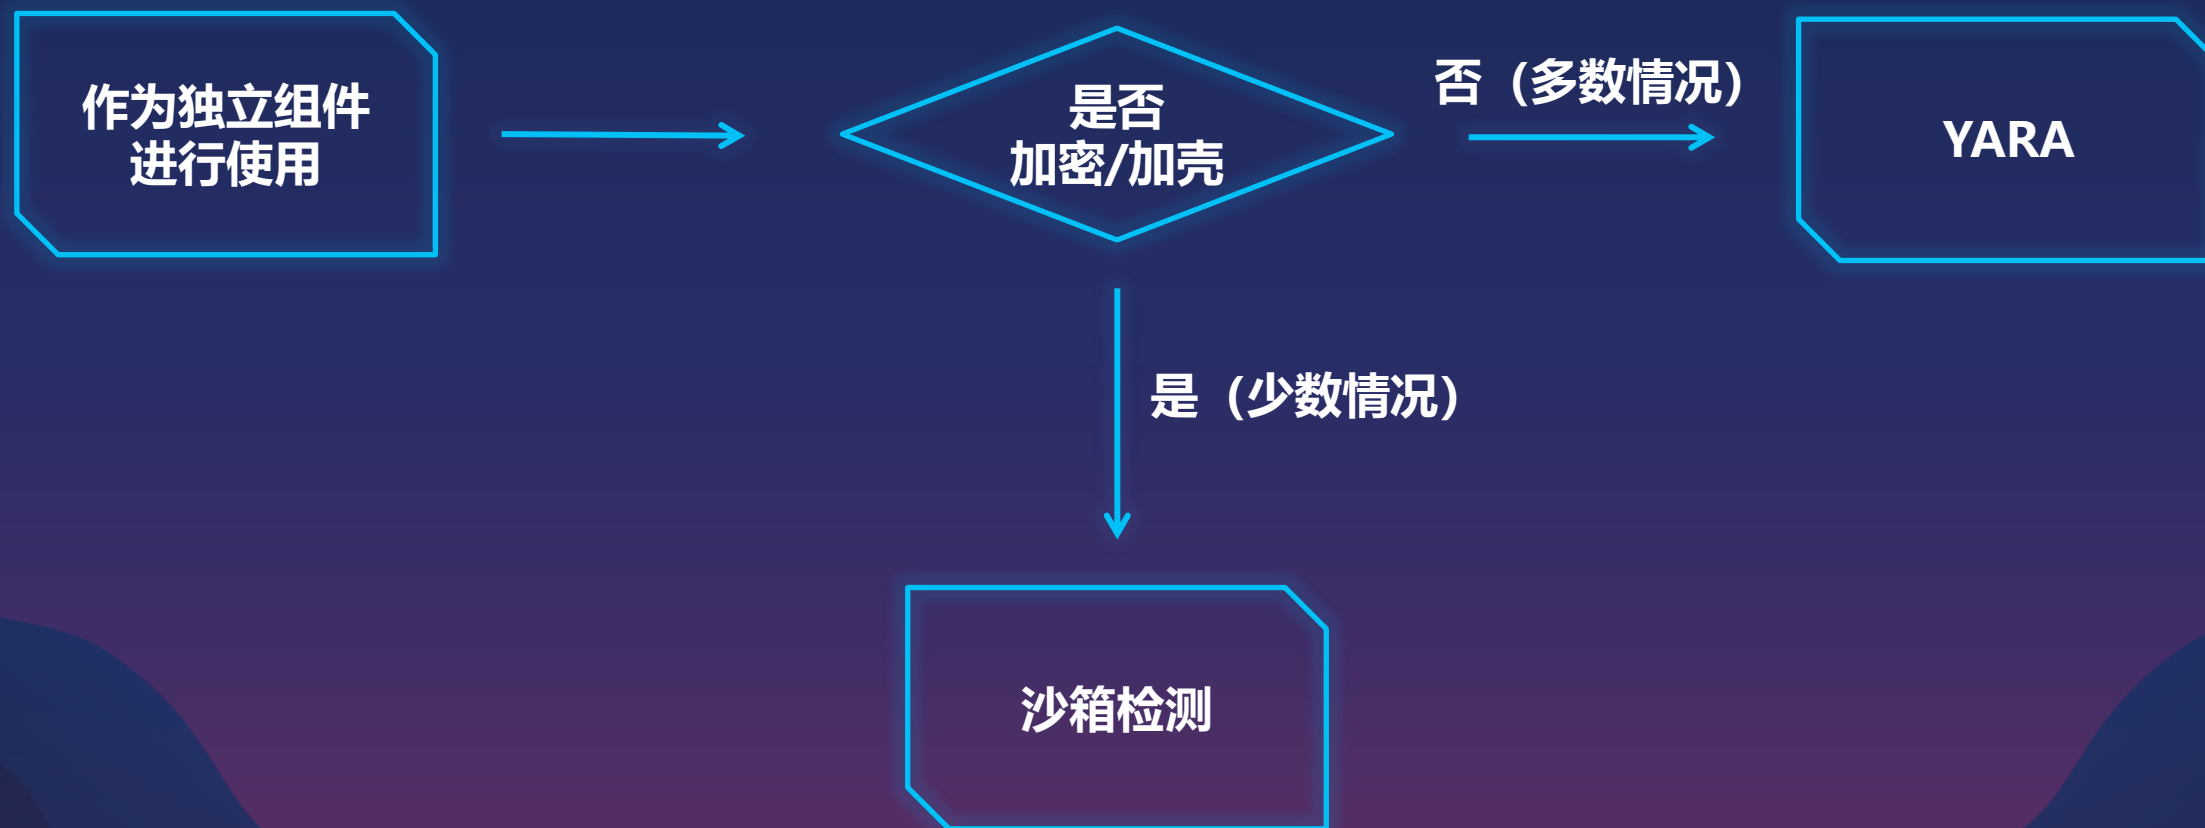 作为独立组件
进行使用
是否
加密/加壳
否（多数情况）
YARA
是（少数情况）
沙箱检测